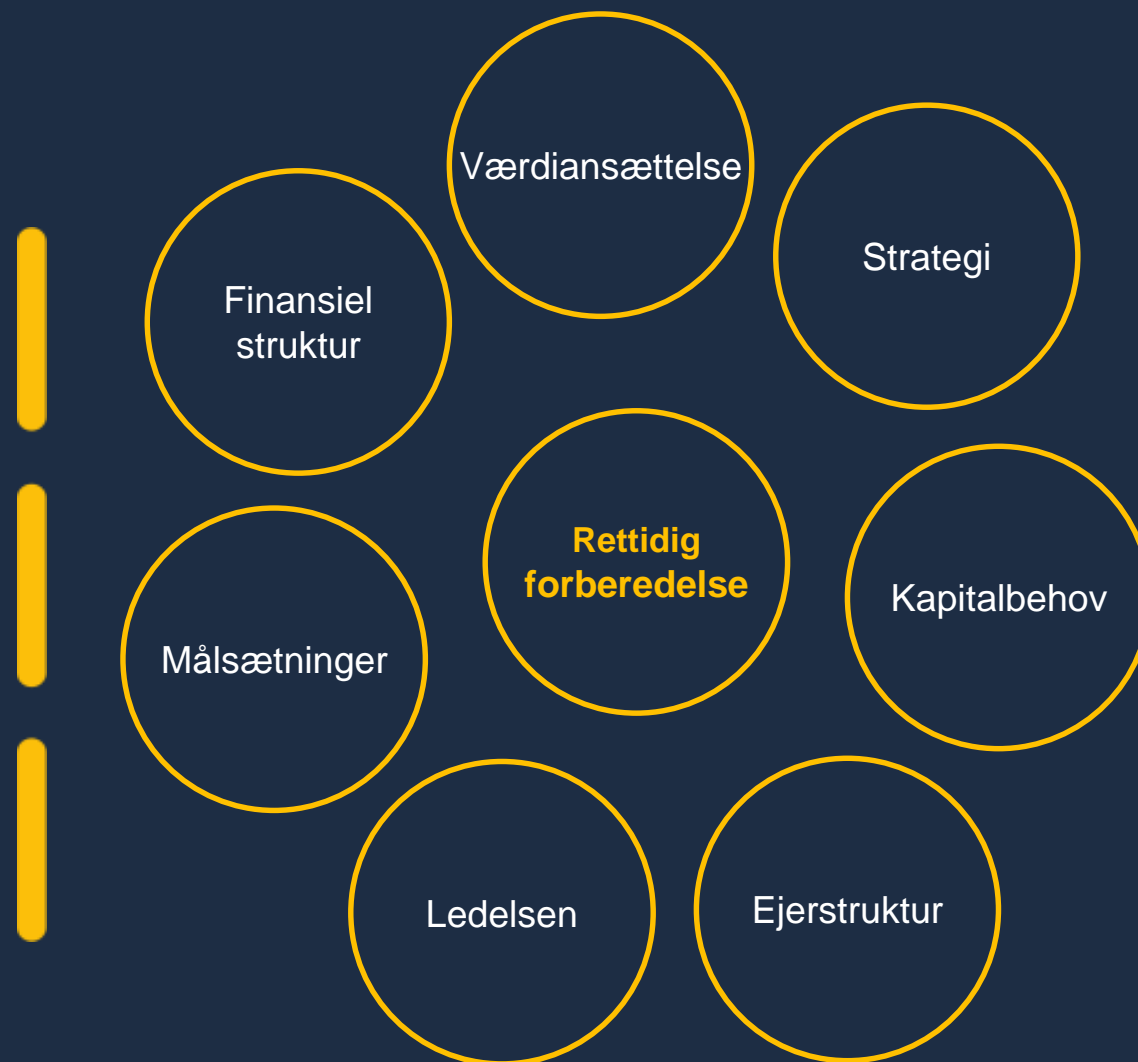 Værdiansættelse
Strategi
Finansiel
struktur
Rettidig
forberedelse
Kapitalbehov
Målsætninger
Ledelsen
Ejerstruktur